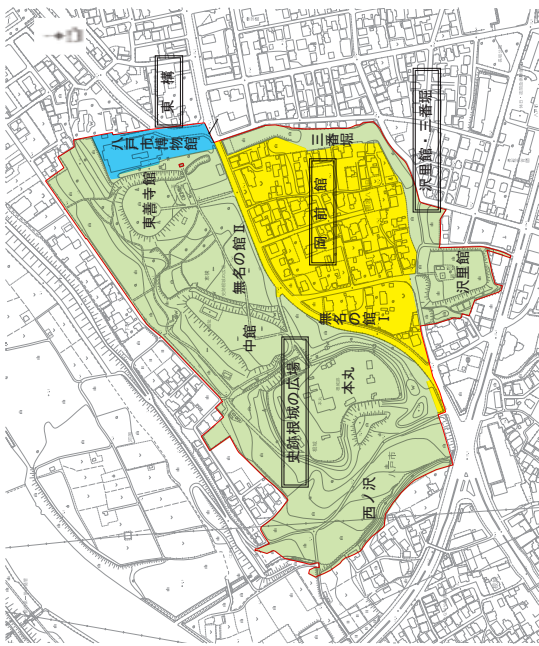 東構
八戸市博物館
東善寺館
三番堀
沢里館・三番堀
岡前館
無名の館Ⅱ
沢里館
無名の館Ⅰ
中館
史跡根城の広場
本丸
西ノ沢